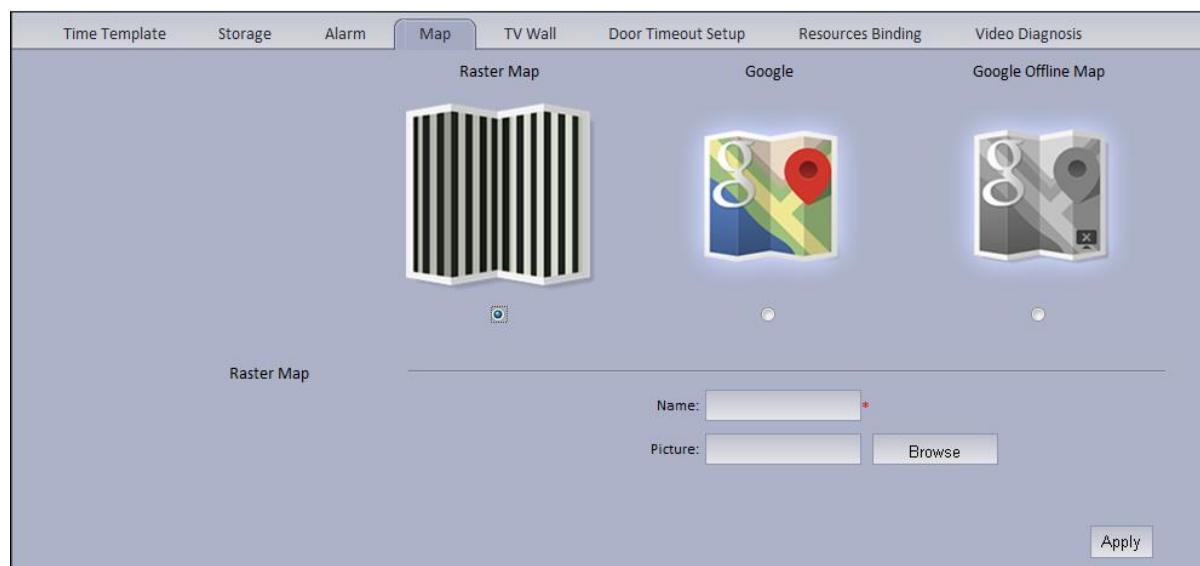 Time Template Storage Alarm Map TV Wall Door Timeout Setup Resources Binding Video Diagnosis
Raster Map Google Google Offline Map
g g
Raster Map
Name: *
Picture: Browse
Apply